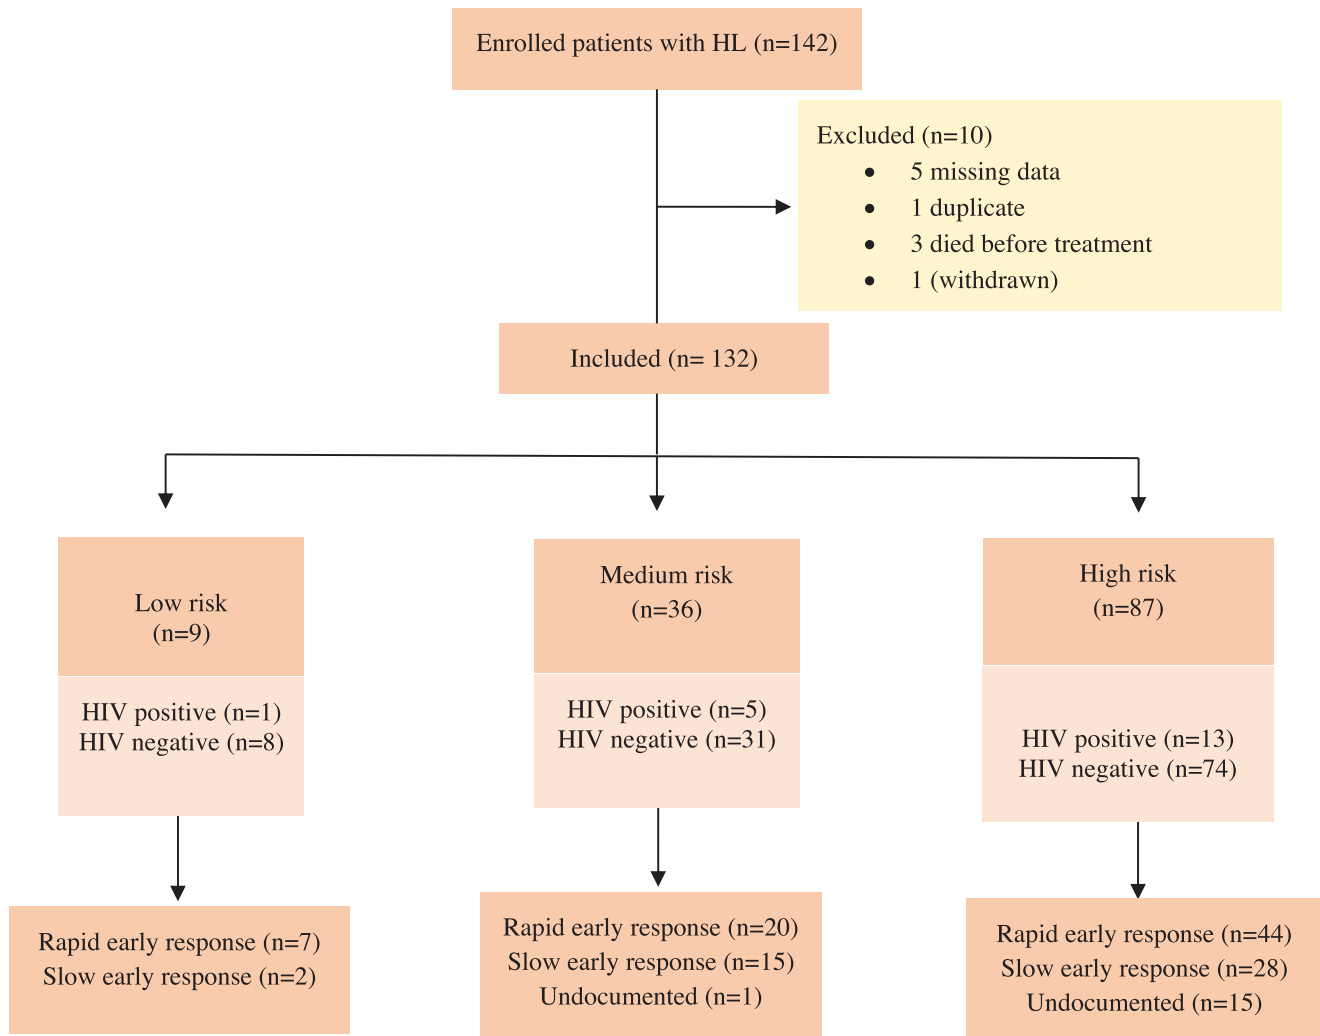 Enrolled patients with HL (n=142)
Excluded (n=10)
• 5 missing data
• 1 duplicate
• 3 died before treatment
• 1 (withdrawn)
Included (n= 132)
Low risk
(n=9)
HIV positive (n=1)
HIV negative (n=8)
Medium risk
(n=36)
HIV positive (n=5)
HIV negative (n=31)
High risk
(n=87)
HIV positive (n=13)
HIV negative (n=74)
Rapid early response (n=7)
Slow early response (n=2)
Rapid early response (n=20)
Slow early response (n=15)
Undocumented (n=1)
Rapid early response (n=44)
Slow early response (n=28)
Undocumented (n=15)